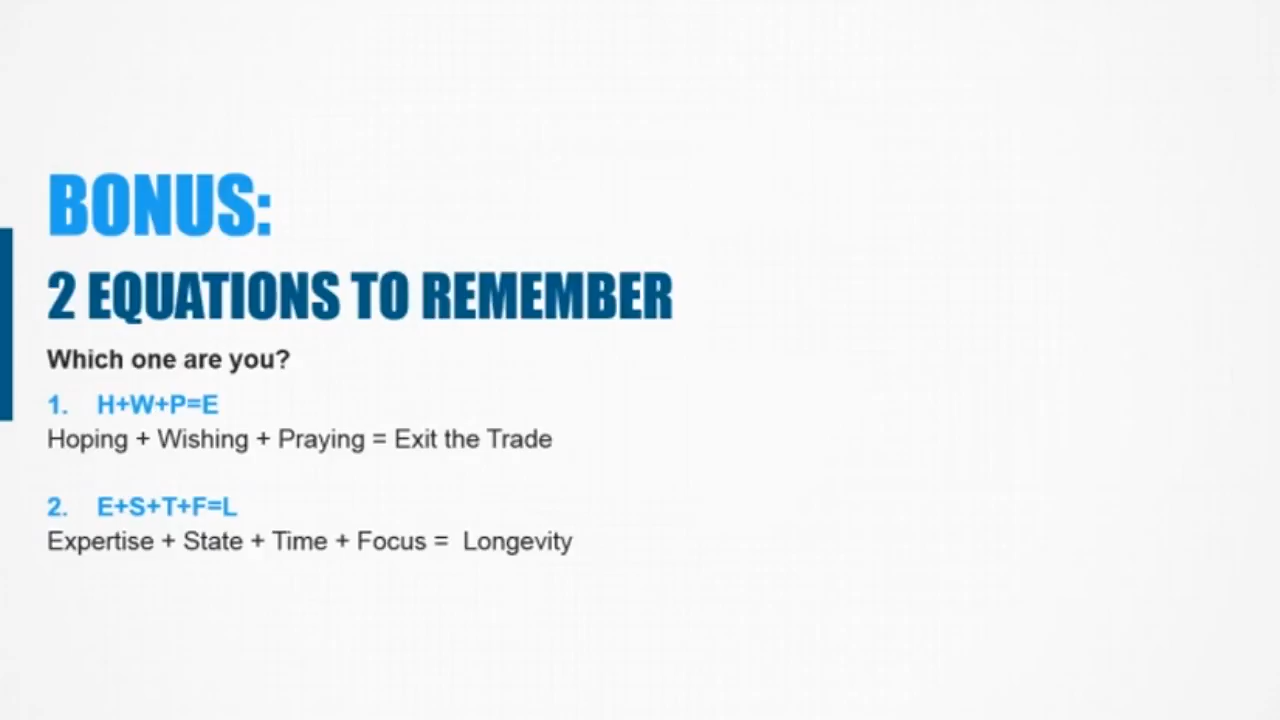 BONUS:
2 EQUATIONS TO REMEMBER
Which one are you?
1. H+W+P=E
Hoping + Wishing + Praying = Exit the Trade
2. E+S+T+F=L
Expertise + State + Time + Focus = Longevity